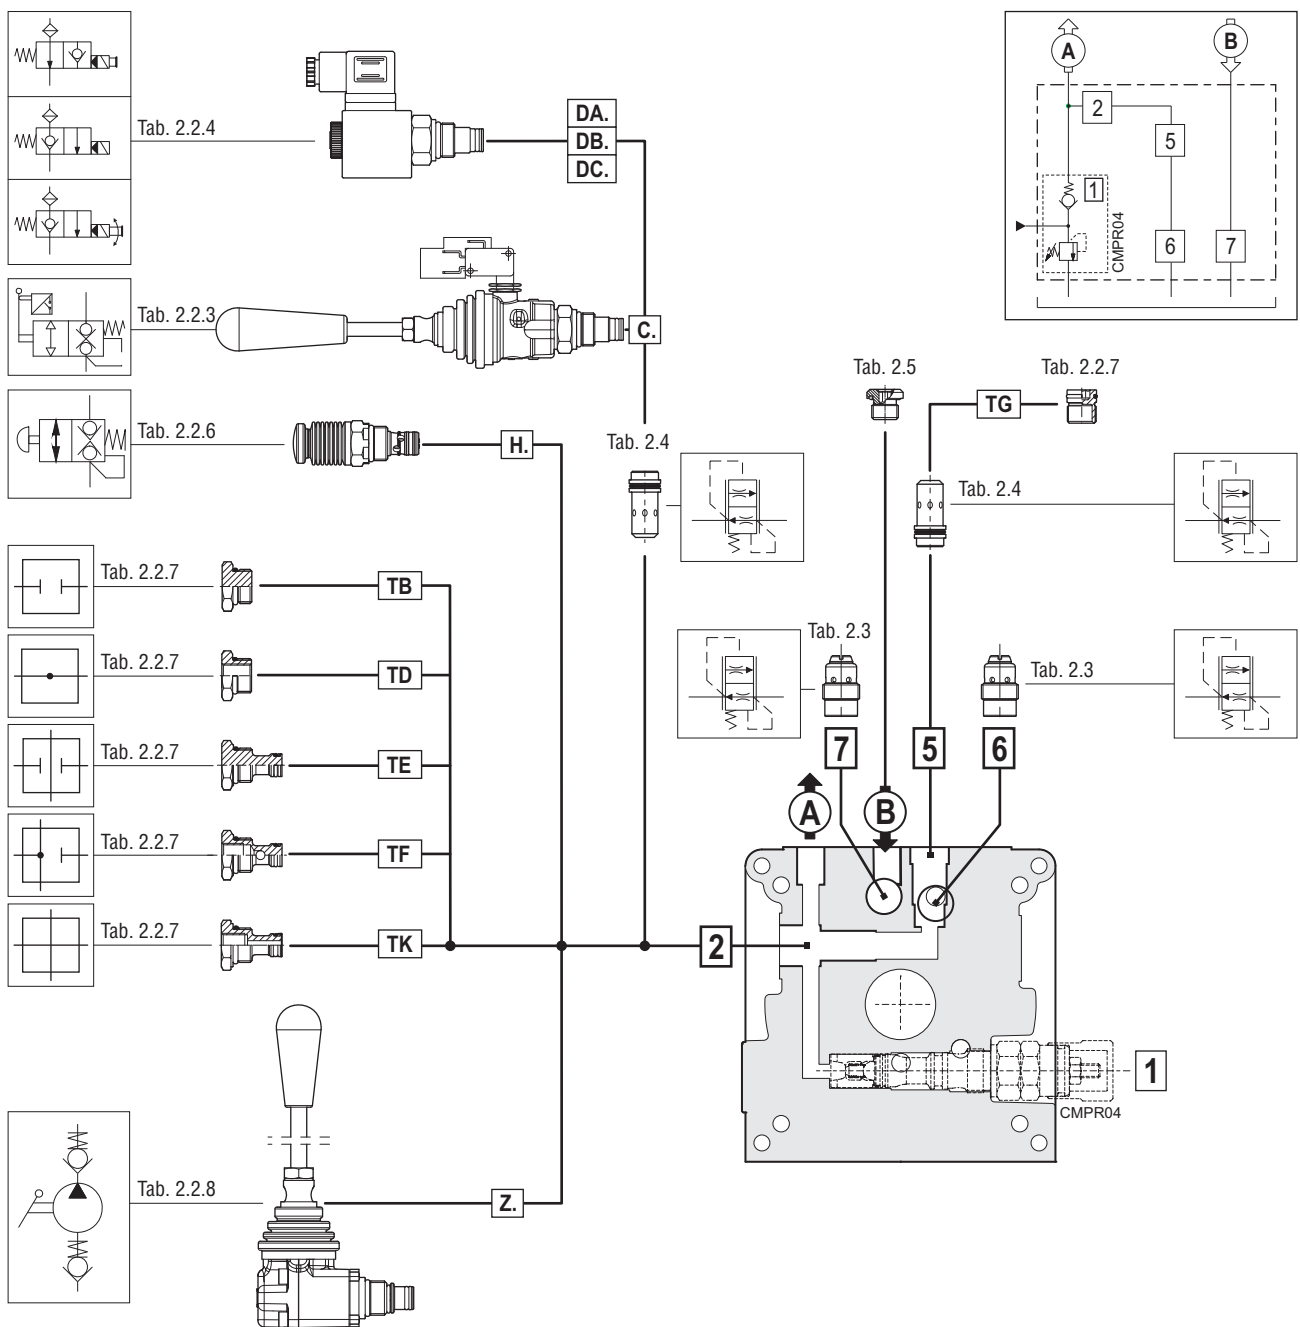 A
B
2
5
1
CMPR04
6
7
Tab. 2.2.4
DA.
DB.
DC.
Tab. 2.2.3
C.
Tab. 2.2.6
H.
Tab. 2.4
Tab. 2.5
Tab. 2.2.7
TG
Tab. 2.4
Tab. 2.2.7
TB
Tab. 2.2.7
TD
Tab. 2.3
Tab. 2.3
7
5
6
Tab. 2.2.7
TE
A
B
Tab. 2.2.7
TF
Tab. 2.2.7
TK
2
1
CMPR04
Tab. 2.2.8
Z.